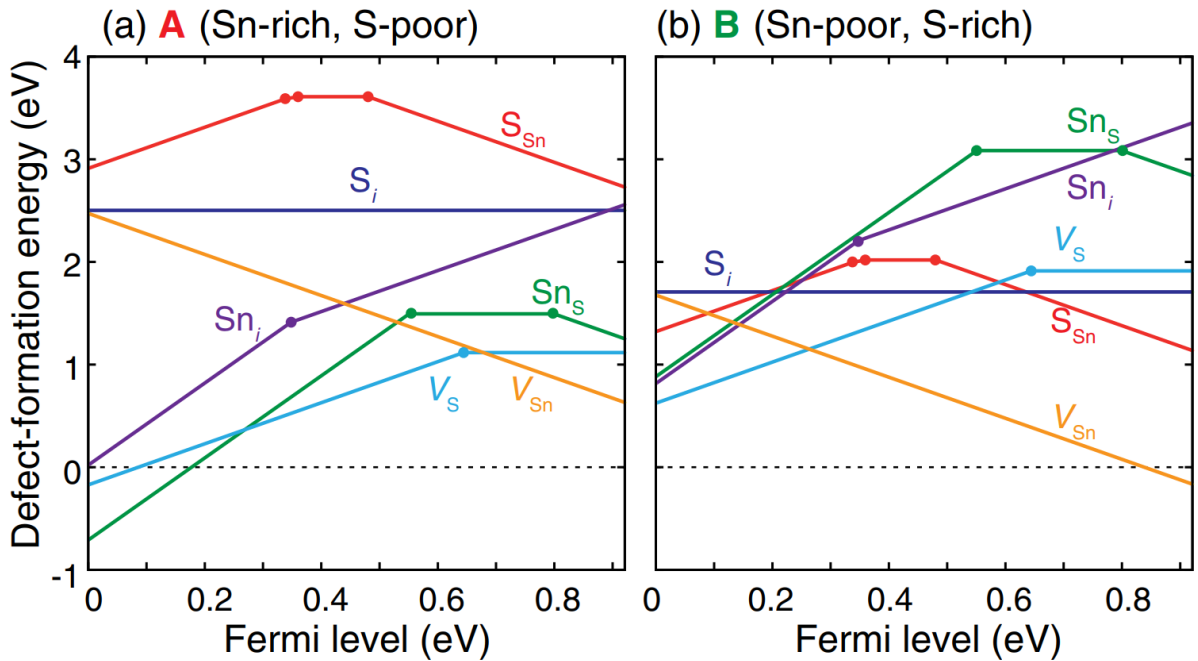 (a) A (Sn-rich, S-poor)
(b) B (Sn-poor, S-rich)
Defect-formation energy (eV)
4
3
2
1
0
-1
S_Sn
S_i
Sn_i
Sn_S
V_S
V_Sn
0 0.2 0.4 0.6 0.8
Fermi level (eV)
Sn_S
Sn_i
V_S
S_i
S_Sn
V_Sn
0 0.2 0.4 0.6 0.8
Fermi level (eV)